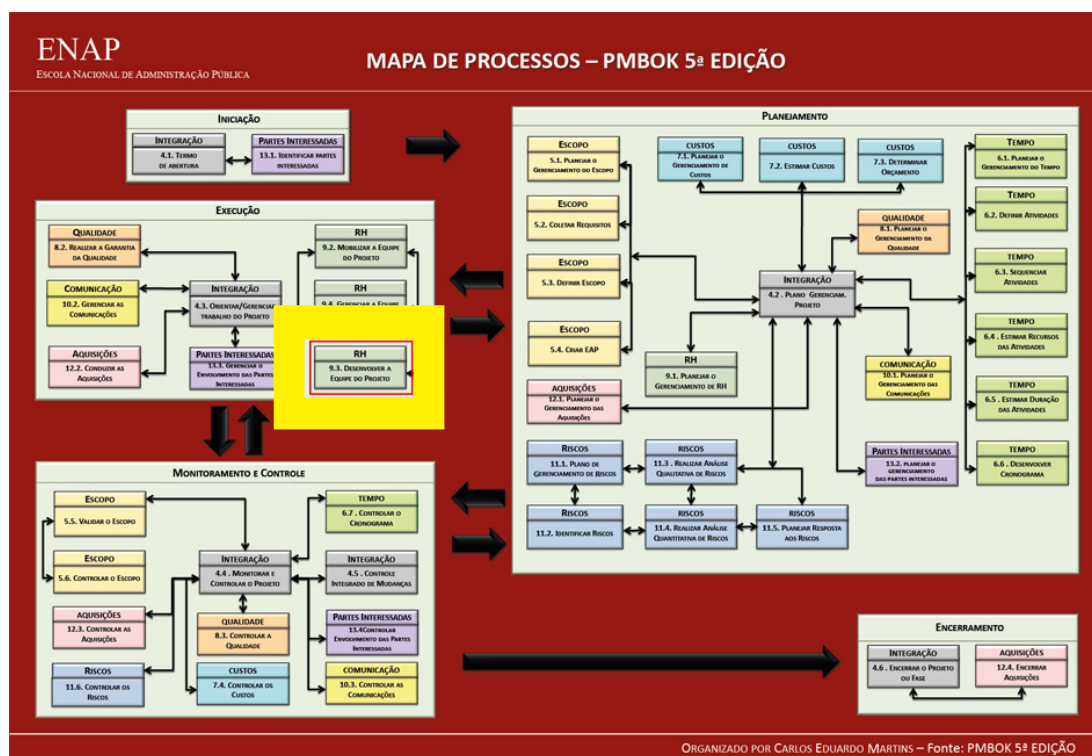 ENAP
ESCOLA NACIONAL DE ADMINISTRAÇÃO PÚBLICA
MAPA DE PROCESSOS – PMBOK 5ª EDIÇÃO
INICIAÇÃO
INTEGRAÇÃO
4.1. TERMO
DE ABERTURA
PARTES INTERESSADAS
13.1. IDENTIFICAR PARTES
INTERESSADAS
EXECUÇÃO
QUALIDADE
8.2. REALIZAR A GARANTIA
DA QUALIDADE
RH
9.2. MOBILIZAR A EQUIPE
DO PROJETO
COMUNICAÇÃO
10.2. GERENCIAR AS
COMUNICAÇÕES
INTEGRAÇÃO
4.3. ORIENTAR/GERENCIAR
TRABALHO DO PROJETO
RH
9.4. GERENCIAR A EQUIPE
AQUISIÇÕES
12.2. CONDUZIR AS
AQUISIÇÕES
PARTES INTERESSADAS
13.3. GERENCIAR O
ENVOLVIMENTO DAS PARTES
INTERESSADAS
RH
9.3. DESENVOLVER A
EQUIPE DO PROJETO
PLANEJAMENTO
ESCOPO
5.1. PLANEJAR O
GERENCIAMENTO DO ESCOPO
ESCOPO
5.2. COLETAR REQUISITOS
ESCOPO
5.3. DEFINIR ESCOPO
ESCOPO
5.4. CRIAR EAP
CUSTOS
7.1. PLANEJAR O
GERENCIAMENTO DE
CUSTOS
CUSTOS
7.2. ESTIMAR CUSTOS
CUSTOS
7.3. DETERMINAR
ORÇAMENTO
QUALIDADE
8.1. PLANEJAR O
GERENCIAMENTO DA
QUALIDADE
INTEGRAÇÃO
4.2. PLANO GERENCIAM.
PROJETO
RH
9.1. PLANEJAR O
GERENCIAMENTO DE RH
COMUNICAÇÃO
10.1. PLANEJAR O
GERENCIAMENTO DAS
COMUNICAÇÕES
AQUISIÇÕES
12.1. PLANEJAR O
GERENCIAMENTO DAS
AQUISIÇÕES
PARTES INTERESSADAS
13.2. PLANEJAR O
GERENCIAMENTO
DAS PARTES INTERESSADAS
TEMPO
6.1. PLANEJAR O
GERENCIAMENTO DO TEMPO
TEMPO
6.2. DEFINIR ATIVIDADES
TEMPO
6.3. SEQUENCIAR
ATIVIDADES
TEMPO
6.4 . ESTIMAR RECURSOS
DAS ATIVIDADES
TEMPO
6.5 . ESTIMAR DURAÇÃO
DAS ATIVIDADES
TEMPO
6.6 . DESENVOLVER
CRONOGRAMA
RISCOS
11.1. PLANO DE
GERENCIAMENTO DE RISCOS
RISCOS
11.3 . REALIZAR ANÁLISE
QUALITATIVA DE RISCOS
RISCOS
11.2. IDENTIFICAR RISCOS
RISCOS
11.4. REALIZAR ANÁLISE
QUANTITATIVA DE RISCOS
RISCOS
11.5. PLANEJAR RESPOSTA
AOS RISCOS
MONITORAMENTO E CONTROLE
ESCOPO
5.5. VALIDAR O ESCOPO
TEMPO
6.7 . CONTROLAR O
CRONOGRAMA
ESCOPO
5.6. CONTROLAR O ESCOPO
INTEGRAÇÃO
4.4 . MONITORAR E
CONTROLAR O PROJETO
INTEGRAÇÃO
4.5 . CONTROLE
INTEGRADO DE MUDANÇAS
AQUISIÇÕES
12.3. CONTROLAR AS
AQUISIÇÕES
QUALIDADE
8.3. CONTROLAR A
QUALIDADE
PARTES INTERESSADAS
13.4CONTROLAR
ENVOLVIMENTO DAS PARTES
INTERESSADAS
RISCOS
11.6. CONTROLAR OS
RISCOS
CUSTOS
7.4. CONTROLAR OS
CUSTOS
COMUNICAÇÃO
10.3. CONTROLAR AS
COMUNICAÇÕES
ENCERRAMENTO
INTEGRAÇÃO
4.6 . ENCERRAR O PROJETO
OU FASE
AQUISIÇÕES
12.4. ENCERRAR
AQUISIÇÕES
ORGANIZADO POR CARLOS EDUARDO MARTINS – Fonte: PMBOK 5ª EDIÇÃO